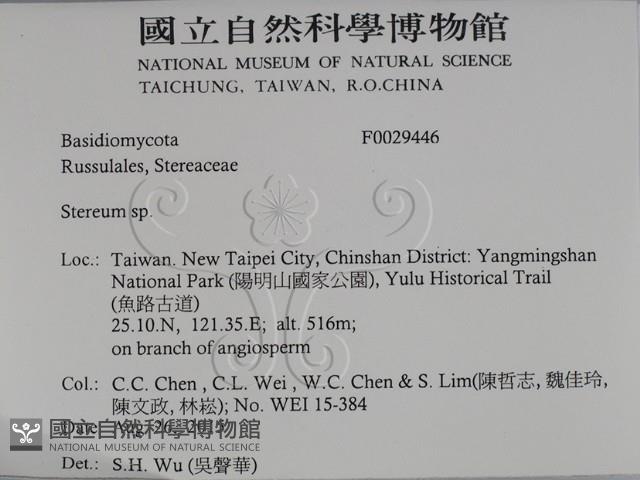 國立自然科學博物館
NATIONAL MUSEUM OF NATURAL SCIENCE
TAICHUNG, TAIWAN, R.O.CHINA
Basidiomycota F0029446
Russulales, Stereaceae
Stereum sp.
Loc.: Taiwan. New Taipei City, Chinshan District: Yangmingshan
National Park (陽明山國家公園), Yulu Historical Trail
(魚路古道)
25.10.N, 121.35.E; alt. 516m;
on branch of angiosperm
Col.: C.C. Chen , C.L. Wei , W.C. Chen & S. Lim(陳哲志, 魏佳玲,
陳文政, 林崧); No. WEI 15-384
Date:
國立自然科學博物館
NATIONAL MUSEUM OF NATURAL SCIENCE
Det.: S.H. Wu (吳聲華)